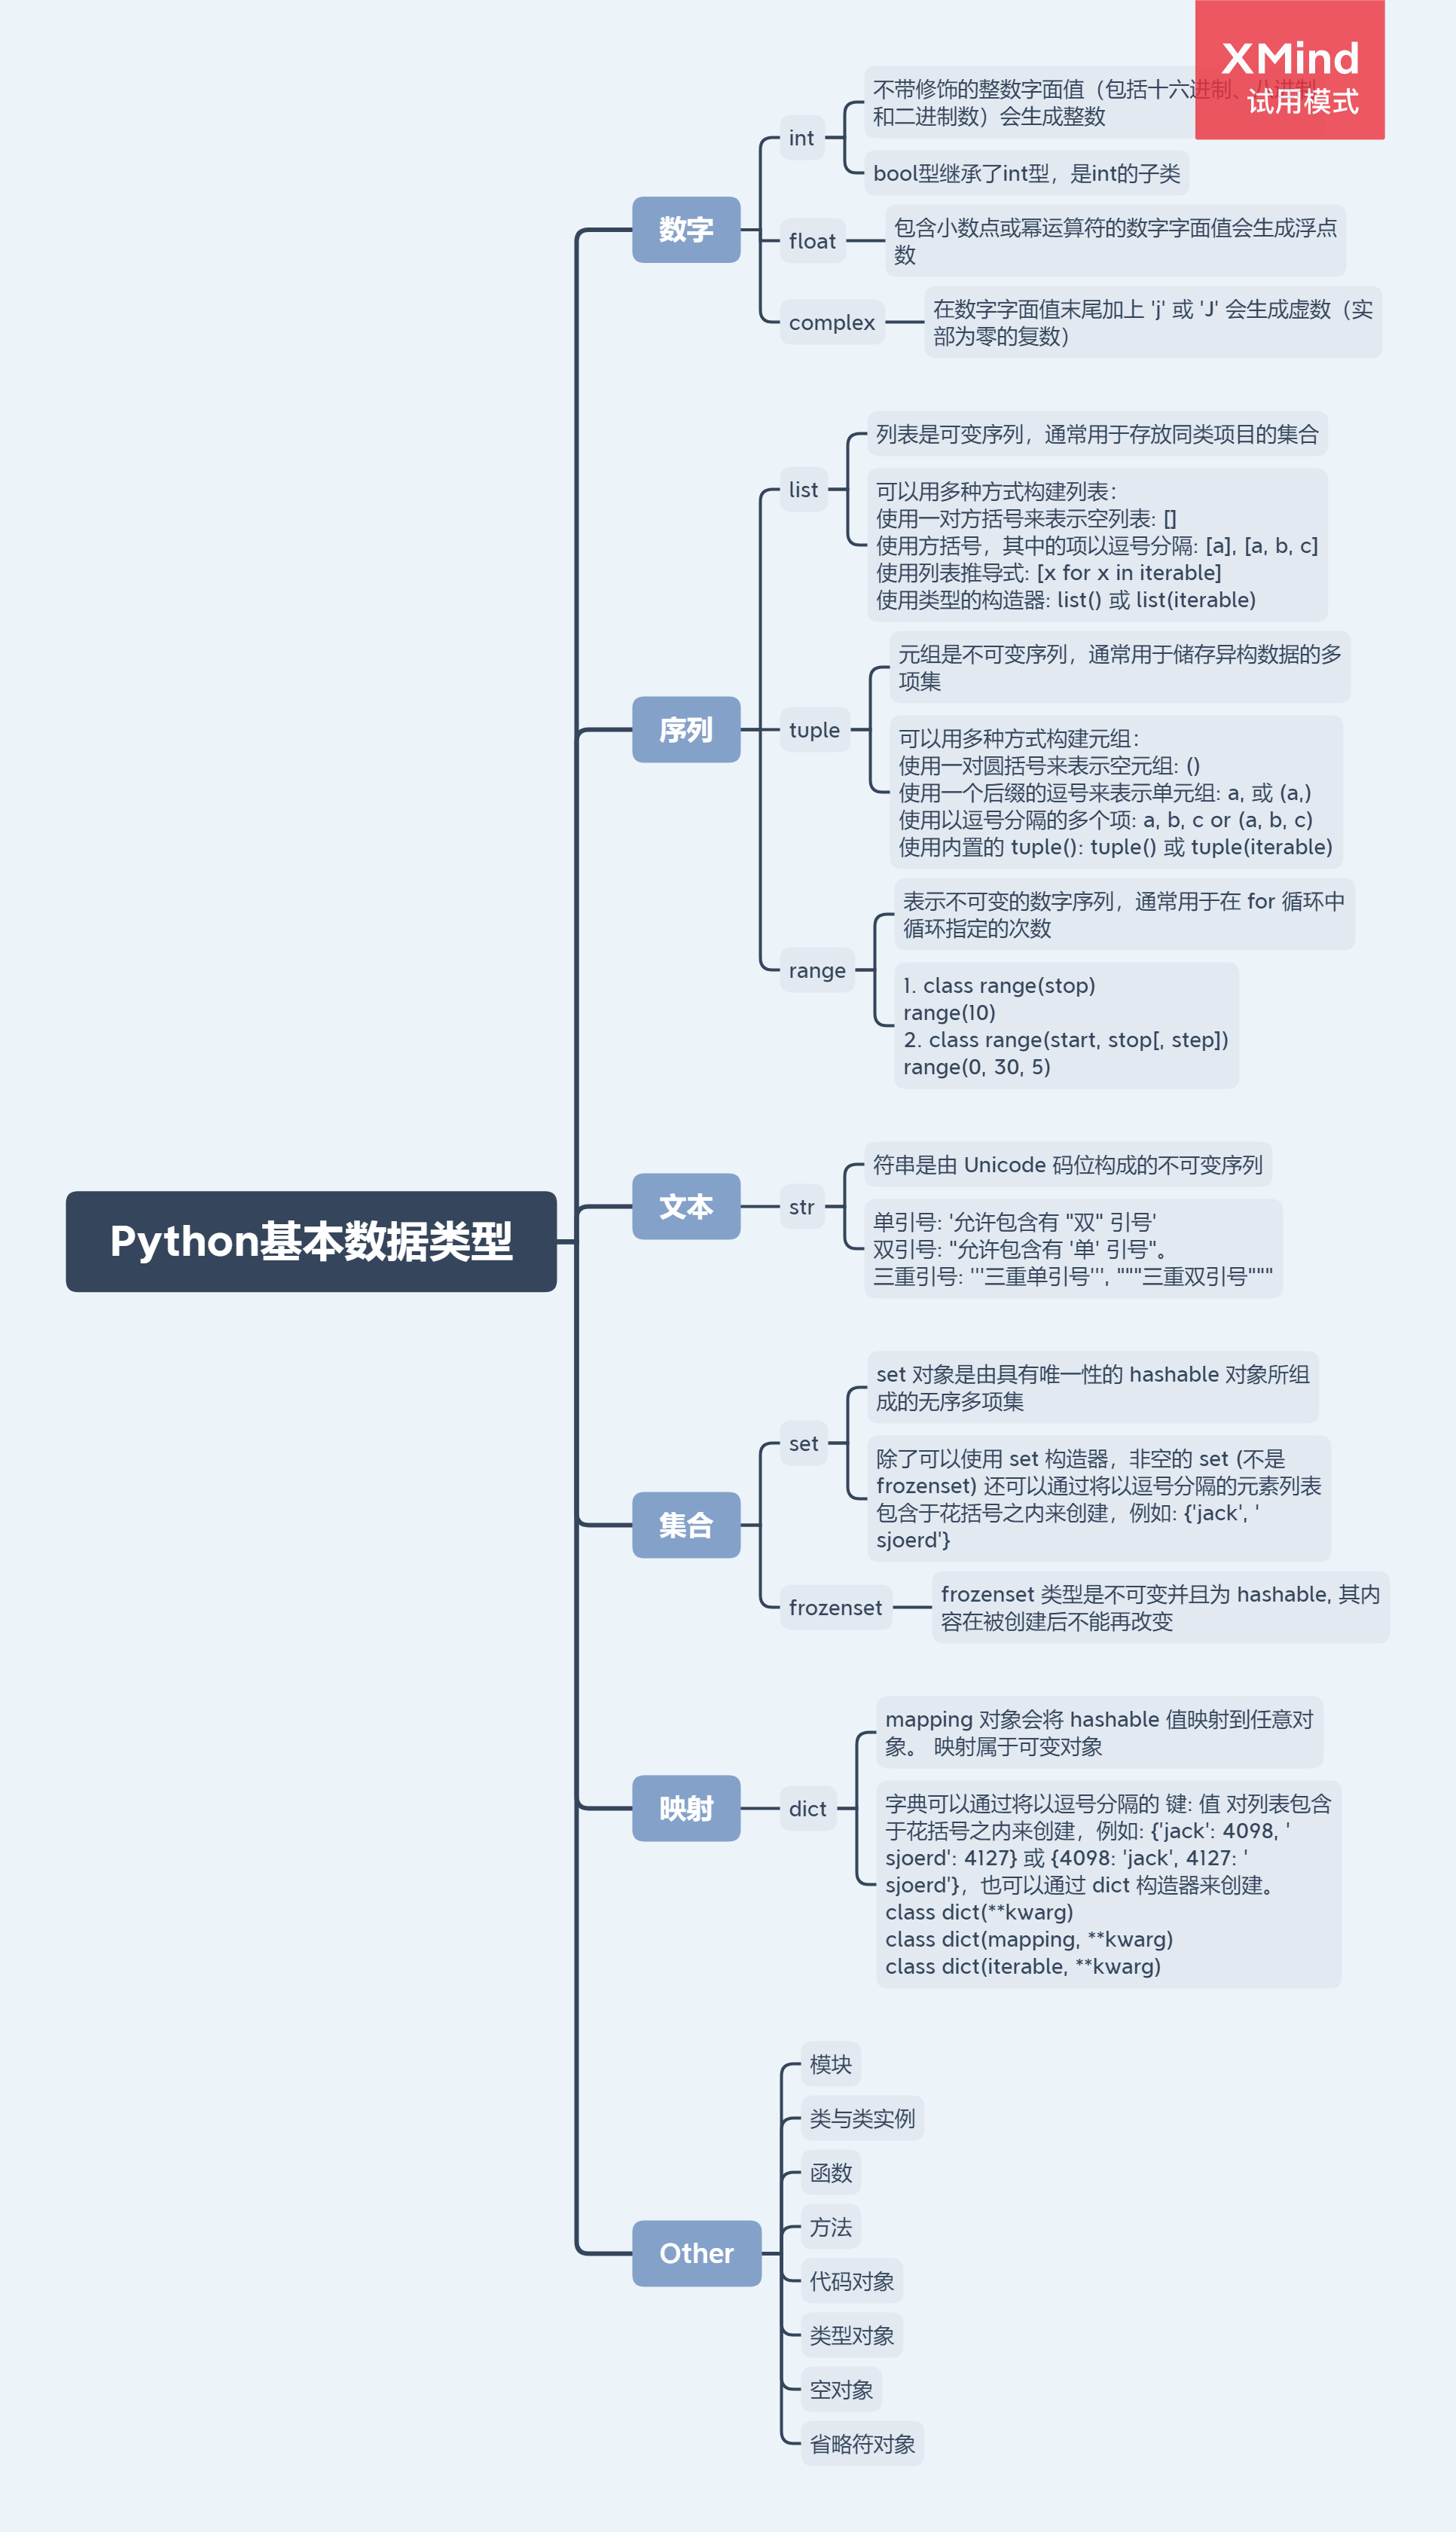 XMind
试用模式
Python基本数据类型
数字
int
不带修饰的整数字面值（包括十六进制、八进制
和二进制数）会生成整数
bool型继承了int型，是int的子类
float
包含小数点或幂运算符的数字字面值会生成浮点
数
complex
在数字字面值末尾加上 'j' 或 'J' 会生成虚数（实
部为零的复数）
序列
list
列表是可变序列，通常用于存放同类项目的集合
可以用多种方式构建列表：
使用一对方括号来表示空列表: []
使用方括号，其中的项以逗号分隔: [a], [a, b, c]
使用列表推导式: [x for x in iterable]
使用类型的构造器: list() 或 list(iterable)
tuple
元组是不可变序列，通常用于储存异构数据的多
项集
可以用多种方式构建元组：
使用一对圆括号来表示空元组: ()
使用一个后缀的逗号来表示单元组: a, 或 (a,)
使用以逗号分隔的多个项: a, b, c or (a, b, c)
使用内置的 tuple(): tuple() 或 tuple(iterable)
range
表示不可变的数字序列，通常用于在 for 循环中
循环指定的次数
1. class range(stop)
range(10)
2. class range(start, stop[, step])
range(0, 30, 5)
文本
str
符串是由 Unicode 码位构成的不可变序列
单引号: '允许包含有 "双" 引号'
双引号: "允许包含有 '单' 引号"。
三重引号: '''三重单引号''', """三重双引号"""
集合
set
set 对象是由具有唯一性的 hashable 对象所组
成的无序多项集
除了可以使用 set 构造器，非空的 set (不是
frozenset) 还可以通过将以逗号分隔的元素列表
包含于花括号之内来创建，例如: {'jack', '
sjoerd'}
frozenset
frozenset 类型是不可变并且为 hashable, 其内
容在被创建后不能再改变
映射
dict
mapping 对象会将 hashable 值映射到任意对
象。 映射属于可变对象
字典可以通过将以逗号分隔的 键: 值 对列表包含
于花括号之内来创建，例如: {'jack': 4098, '
sjoerd': 4127} 或 {4098: 'jack', 4127: '
sjoerd'}，也可以通过 dict 构造器来创建。
class dict(**kwarg)
class dict(mapping, **kwarg)
class dict(iterable, **kwarg)
Other
模块
类与类实例
函数
方法
代码对象
类型对象
空对象
省略符对象